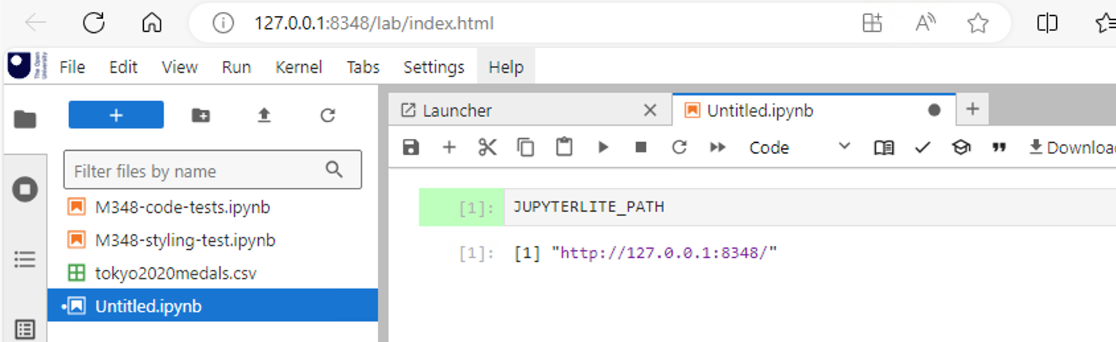 127.0.0.1:8348/lab/index.html
The Open University
File Edit View Run Kernel Tabs Settings Help
Launcher
Untitled.ipynb
Code
Download
Filter files by name
M348-code-tests.ipynb
M348-styling-test.ipynb
tokyo2020medals.csv
Untitled.ipynb
[1]: JUPYTERLITE_PATH
[1]: [1] "http://127.0.0.1:8348/"